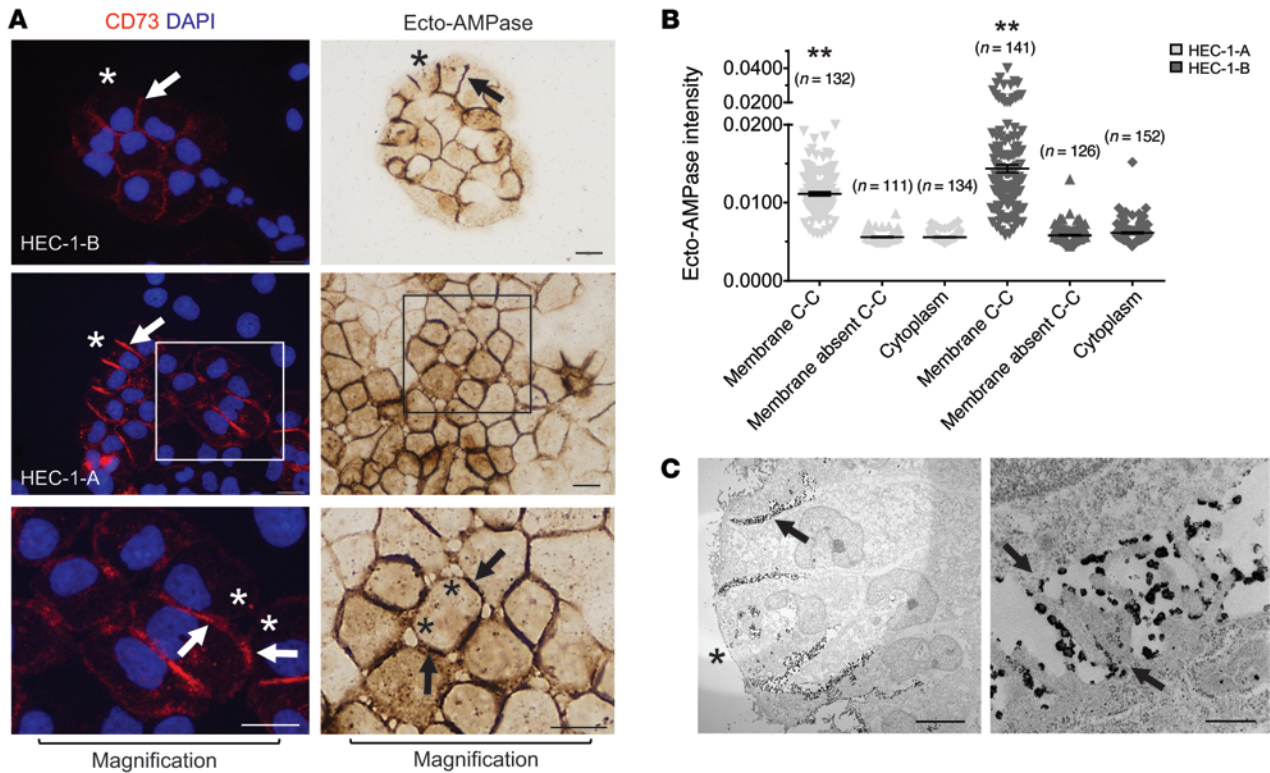 A
CD73 DAPI
Ecto-AMPase
*
*
HEC-1-B
*
HEC-1-A
*
*
*
*
Magnification
Magnification
B
Ecto-AMPase intensity
0.0400
0.0200
0.0200
0.0100
0.0000
**
(n = 132)
(n = 111)
(n = 134)
**
(n = 141)
(n = 126)
(n = 152)
Membrane C-C
Membrane absent C-C
Cytoplasm
Membrane C-C
Membrane absent C-C
Cytoplasm
HEC-1-A
HEC-1-B
C
*